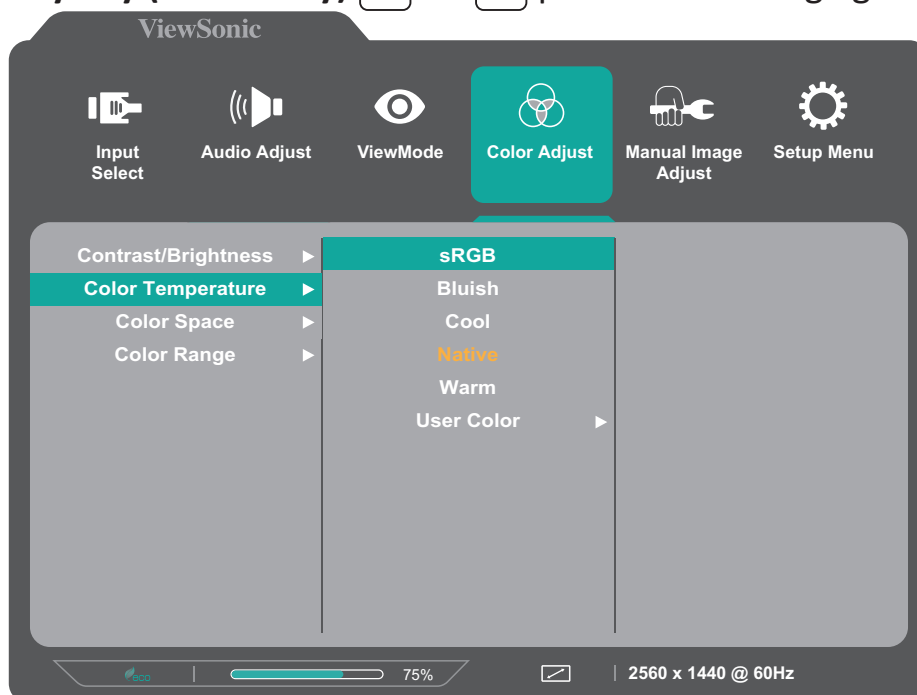 ViewSonic
Input Select
Audio Adjust
ViewMode
Color Adjust
Manual Image Adjust
Setup Menu
Contrast/Brightness
Color Temperature
Color Space
Color Range
sRGB
Bluish
Cool
Native
Warm
User Color
eco
75%
2560 x 1440 @ 60Hz